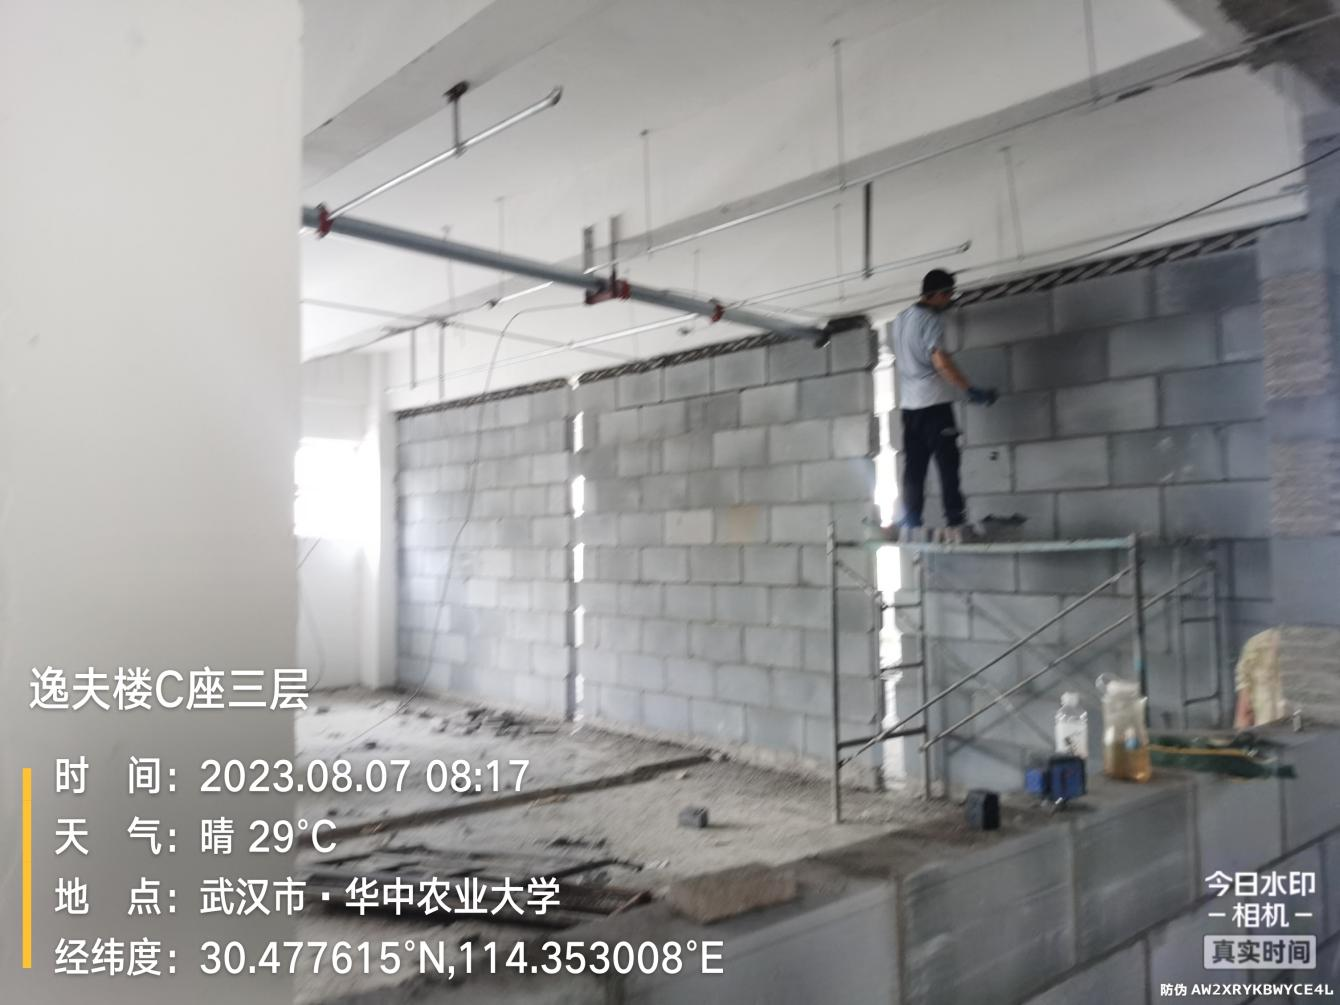 逸夫楼C座三层
时 间：2023.08.07 08:17
天 气：晴 29°C
地 点：武汉市·华中农业大学
经纬度：30.477615°N,114.353008°E
今日水印
-相机-
真实时间
防伪 AW2XRYKBWYCE4L